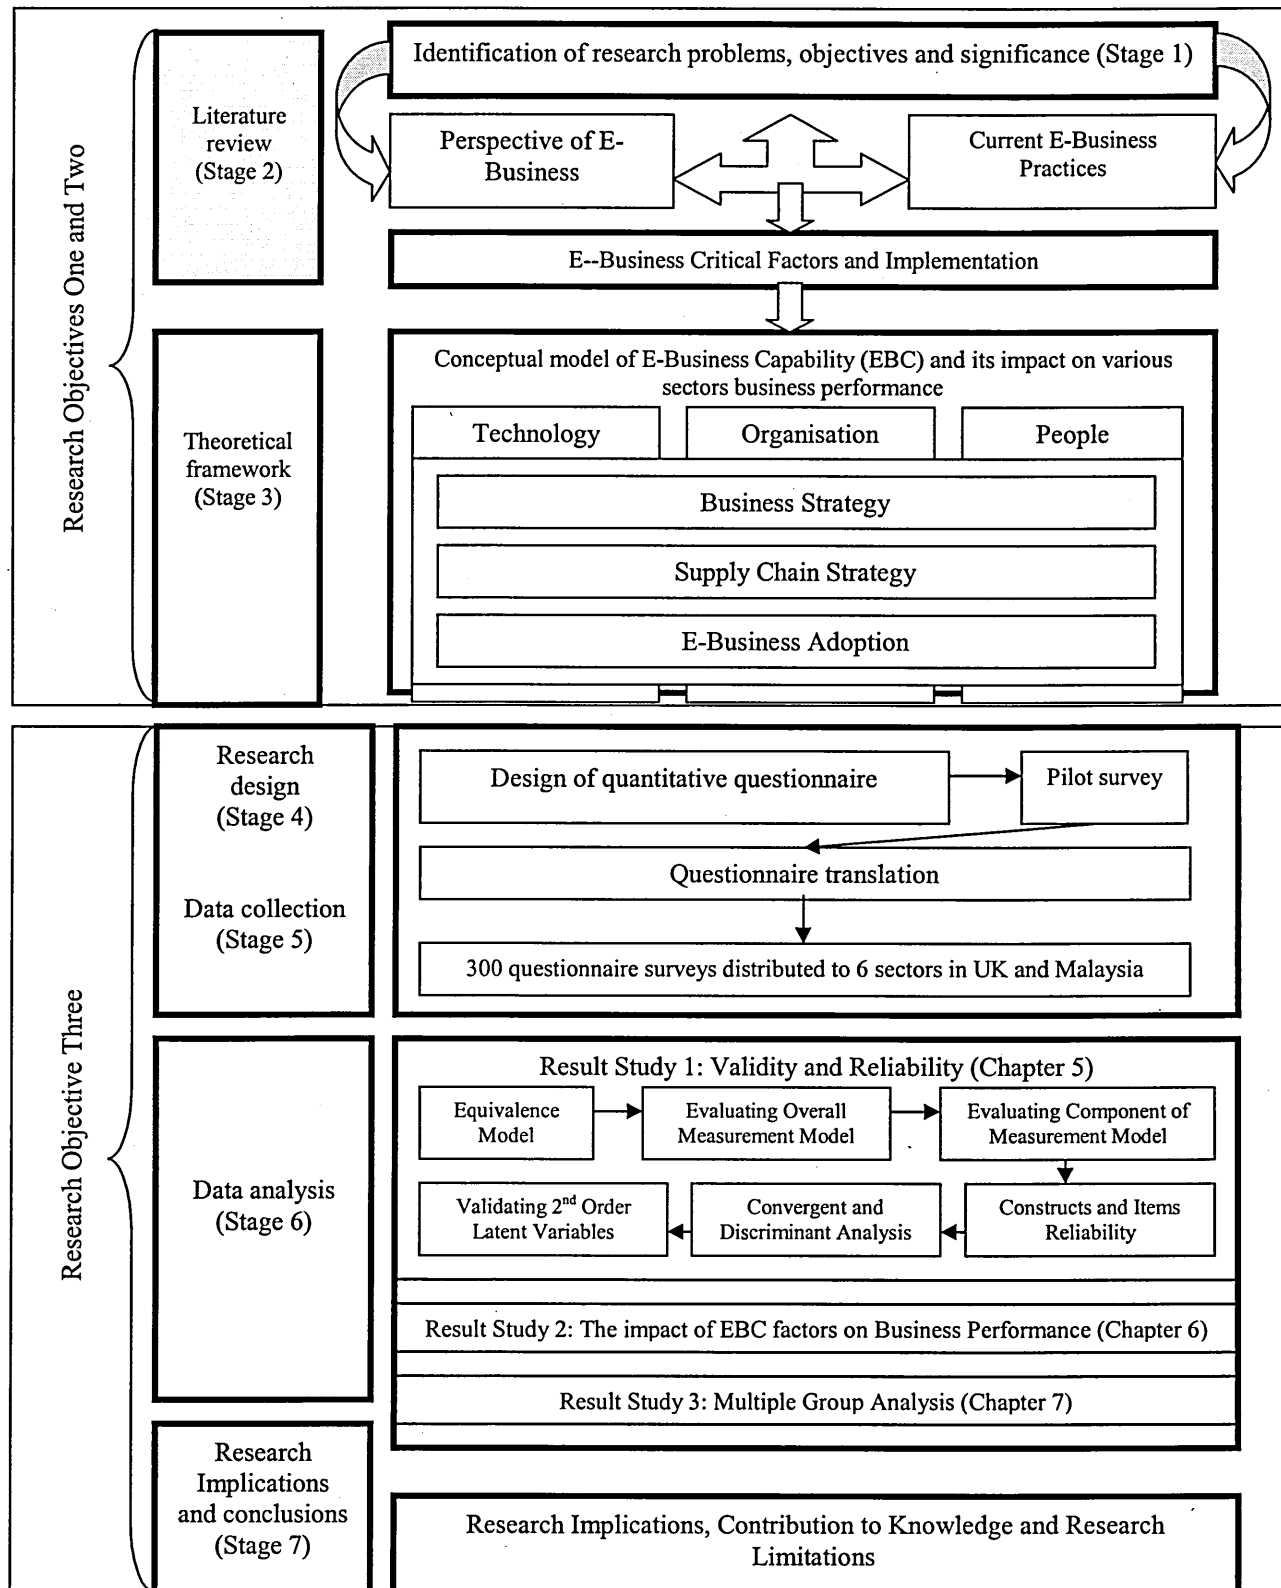 Research Objectives One and Two
Literature
review
(Stage 2)
Identification of research problems, objectives and significance (Stage 1)
Perspective of E-
Business
Current E-Business
Practices
E--Business Critical Factors and Implementation
Theoretical
framework
(Stage 3)
Conceptual model of E-Business Capability (EBC) and its impact on various
sectors business performance
Technology
Organisation
People
Business Strategy
Supply Chain Strategy
E-Business Adoption
Research Objective Three
Research
design
(Stage 4)
Data collection
(Stage 5)
Design of quantitative questionnaire
Pilot survey
Questionnaire translation
300 questionnaire surveys distributed to 6 sectors in UK and Malaysia
Data analysis
(Stage 6)
Result Study 1: Validity and Reliability (Chapter 5)
Equivalence
Model
Evaluating Overall
Measurement Model
Evaluating Component of
Measurement Model
Validating 2nd Order
Latent Variables
Convergent and
Discriminant Analysis
Constructs and Items
Reliability
Result Study 2: The impact of EBC factors on Business Performance (Chapter 6)
Result Study 3: Multiple Group Analysis (Chapter 7)
Research
Implications
and conclusions
(Stage 7)
Research Implications, Contribution to Knowledge and Research
Limitations